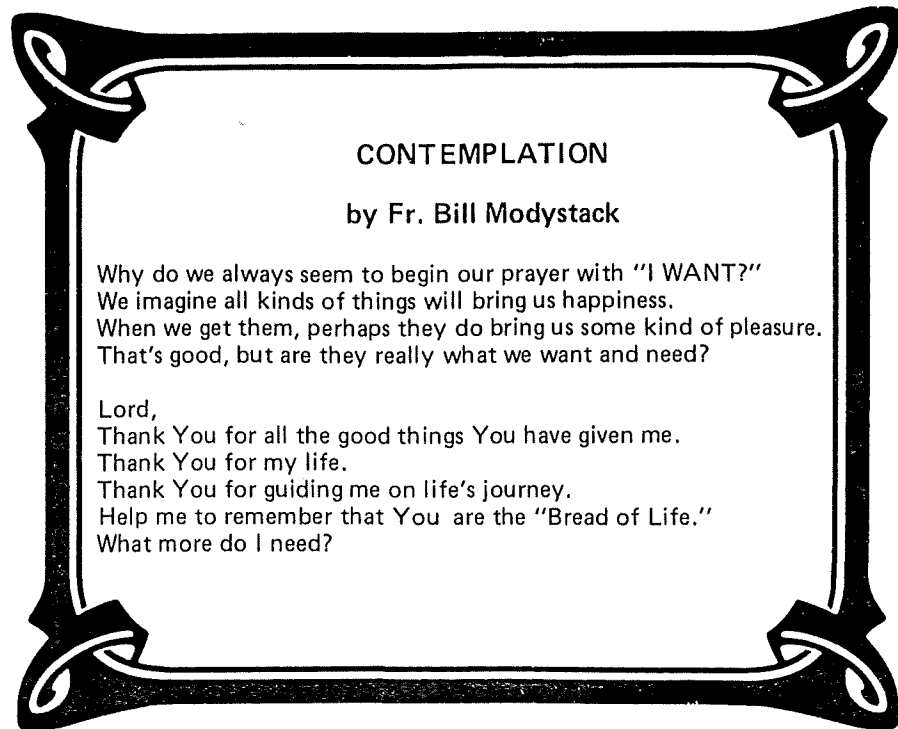 CONTEMPLATION
by Fr. Bill Modystack
Why do we always seem to begin our prayer with "I WANT?"
We imagine all kinds of things will bring us happiness.
When we get them, perhaps they do bring us some kind of pleasure.
That's good, but are they really what we want and need?
Lord,
Thank You for all the good things You have given me.
Thank You for my life.
Thank You for guiding me on life's journey.
Help me to remember that You are the "Bread of Life."
What more do I need?